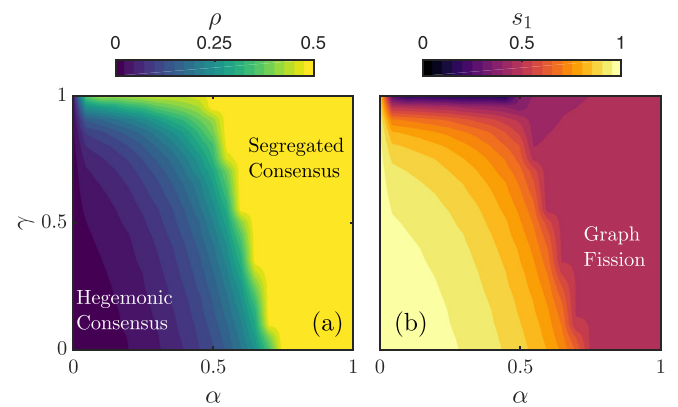 ρ
0 0.25 0.5
s₁
0 1
1
0.5
0
γ
Segregated
Consensus
Hegemonic
Consensus
(a)
0 0.5 1
α
Graph
Fission
(b)
0 0.5 1
α